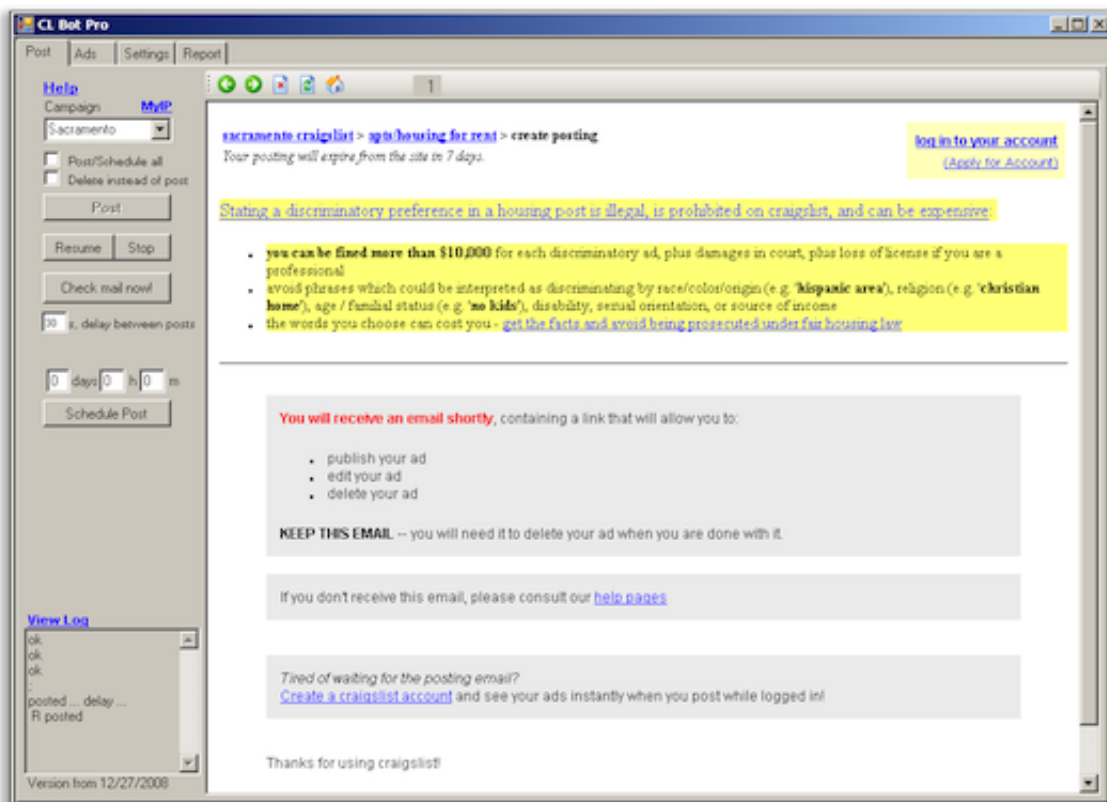 CL Bot Pro
Post Ads Settings Report
Help
Campaign MyIP
Sacramento
Post/Schedule all
Delete instead of post
Post
Resume Stop
Check mail now!
30 s, delay between posts
0 days 0 h 0 m
Schedule Post
View Log
ok
ok
ok
:
posted ... delay ...
R posted
Version from 12/27/2008
1
sacramento craigslist > apts/housing for rent > create posting
Your posting will expire from the site in 7 days.
log in to your account
(Apply for Account)
Stating a discriminatory preference in a housing post is illegal, is prohibited on craigslist, and can be expensive:
you can be fined more than $10,000 for each discriminatory ad, plus damages in court, plus loss of license if you are a
professional
avoid phrases which could be interpreted as discriminating by race/color/origin (e.g. 'hispanic area'), religion (e.g. 'christian
home'), age / familial status (e.g. 'no kids'), disability, sexual orientation, or source of income
the words you choose can cost you - get the facts and avoid being prosecuted under fair housing law
You will receive an email shortly, containing a link that will allow you to:
publish your ad
edit your ad
delete your ad
KEEP THIS EMAIL -- you will need it to delete your ad when you are done with it.
If you don't receive this email, please consult our help pages
Tired of waiting for the posting email?
Create a craigslist account and see your ads instantly when you post while logged in!
Thanks for using craigslist!